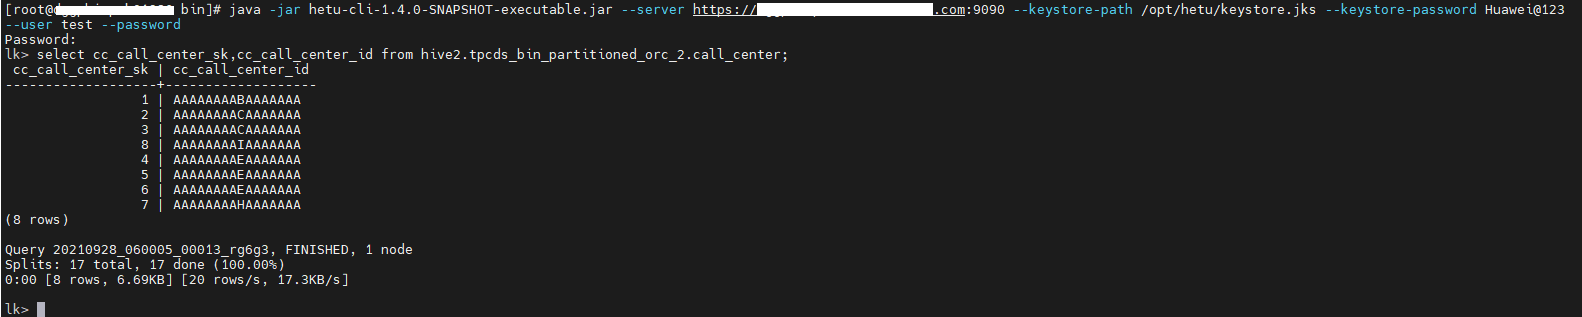 [root@ bin]# java -jar hetu-cli-1.4.0-SNAPSHOT-executable.jar --server https:// .com:9090 --keystore-path /opt/hetu/keystore.jks --keystore-password Huawei@123
--user test --password
Password:
lk> select cc_call_center_sk,cc_call_center_id from hive2.tpcds_bin_partitioned_orc_2.call_center;
cc_call_center_sk | cc_call_center_id
-------------------+-------------------
1 | AAAAAAAABAAAAAAA
2 | AAAAAAAACAAAAAAA
3 | AAAAAAAACAAAAAAA
8 | AAAAAAAAIAAAAAAA
4 | AAAAAAAAEAAAAAAA
5 | AAAAAAAAEAAAAAAA
6 | AAAAAAAAEAAAAAAA
7 | AAAAAAAAHAAAAAAA
(8 rows)
Query 20210928_060005_00013_rg6g3, FINISHED, 1 node
Splits: 17 total, 17 done (100.00%)
0:00 [8 rows, 6.69KB] [20 rows/s, 17.3KB/s]
lk>